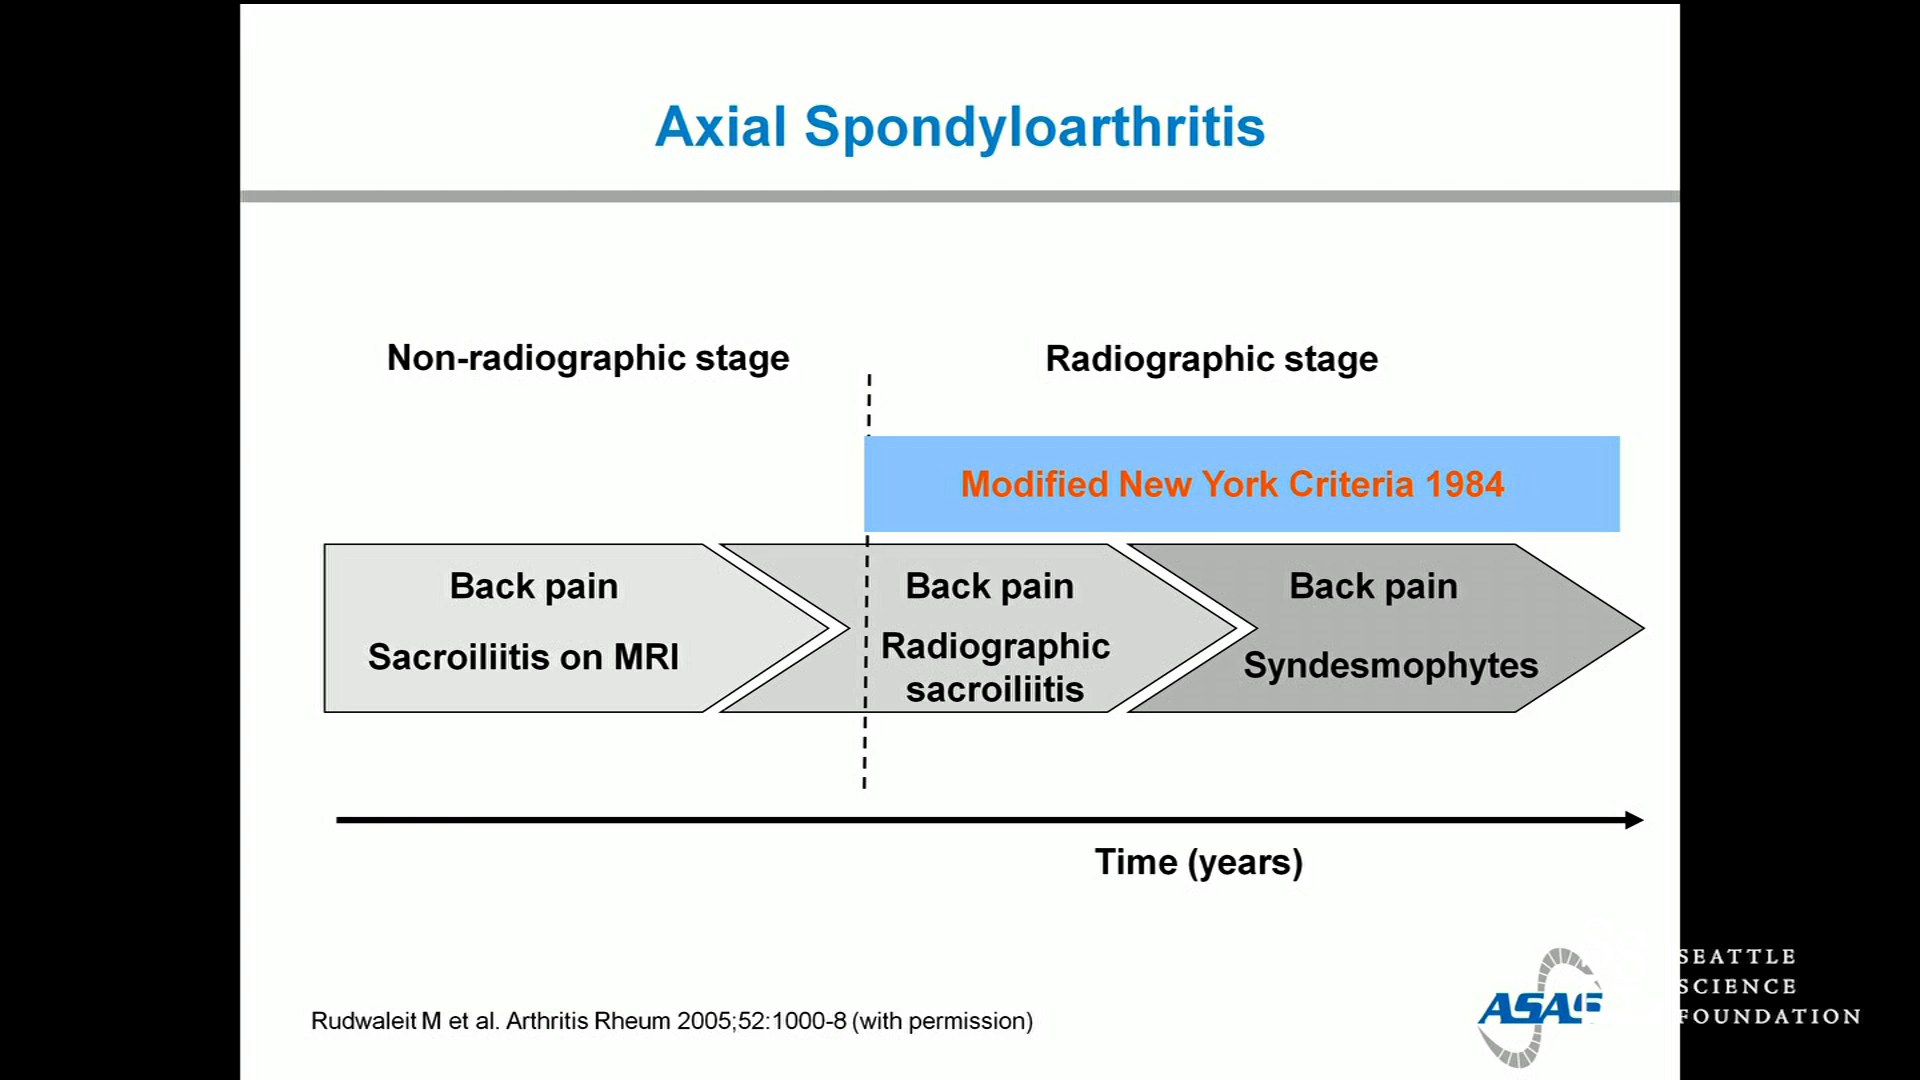 Axial Spondyloarthritis
Non-radiographic stage
Radiographic stage
Modified New York Criteria 1984
Back pain
Sacroiliitis on MRI
Back pain
Radiographic
sacroiliitis
Back pain
Syndesmophytes
Time (years)
Rudwaleit M et al. Arthritis Rheum 2005;52:1000-8 (with permission)
ASAS
SEATTLE
SCIENCE
FOUNDATION